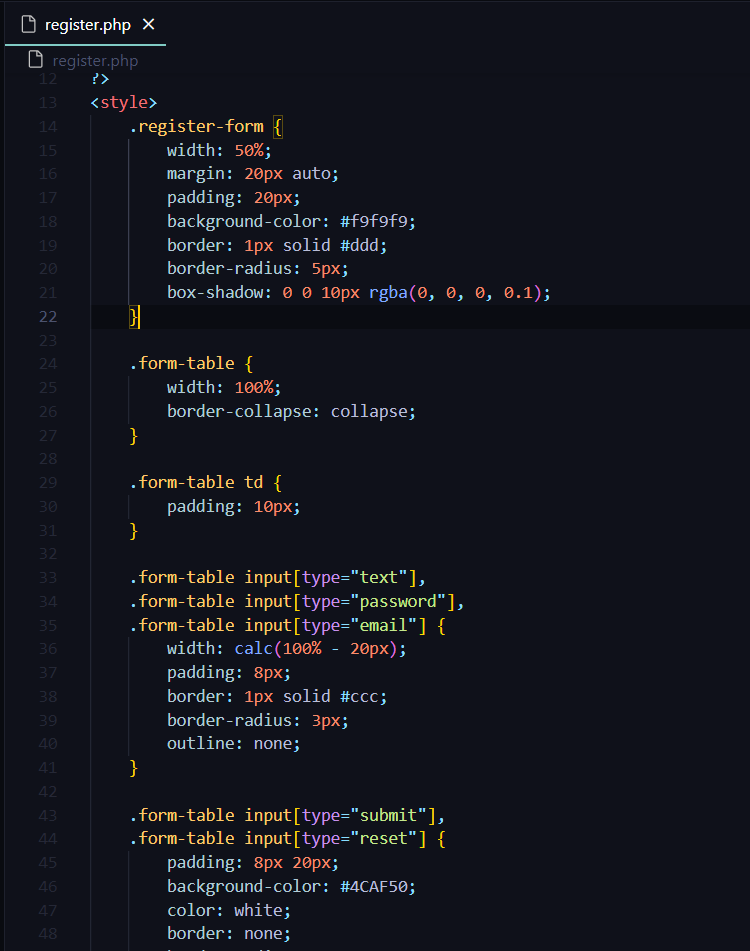 register.php ×
register.php
12 ?>
13 <style>
14 .register-form {
15 width: 50%;
16 margin: 20px auto;
17 padding: 20px;
18 background-color: #f9f9f9;
19 border: 1px solid #ddd;
20 border-radius: 5px;
21 box-shadow: 0 0 10px rgba(0, 0, 0, 0.1);
22 }
23
24 .form-table {
25 width: 100%;
26 border-collapse: collapse;
27 }
28
29 .form-table td {
30 padding: 10px;
31 }
32
33 .form-table input[type="text"],
34 .form-table input[type="password"],
35 .form-table input[type="email"] {
36 width: calc(100% - 20px);
37 padding: 8px;
38 border: 1px solid #ccc;
39 border-radius: 3px;
40 outline: none;
41 }
42
43 .form-table input[type="submit"],
44 .form-table input[type="reset"] {
45 padding: 8px 20px;
46 background-color: #4CAF50;
47 color: white;
48 border: none;